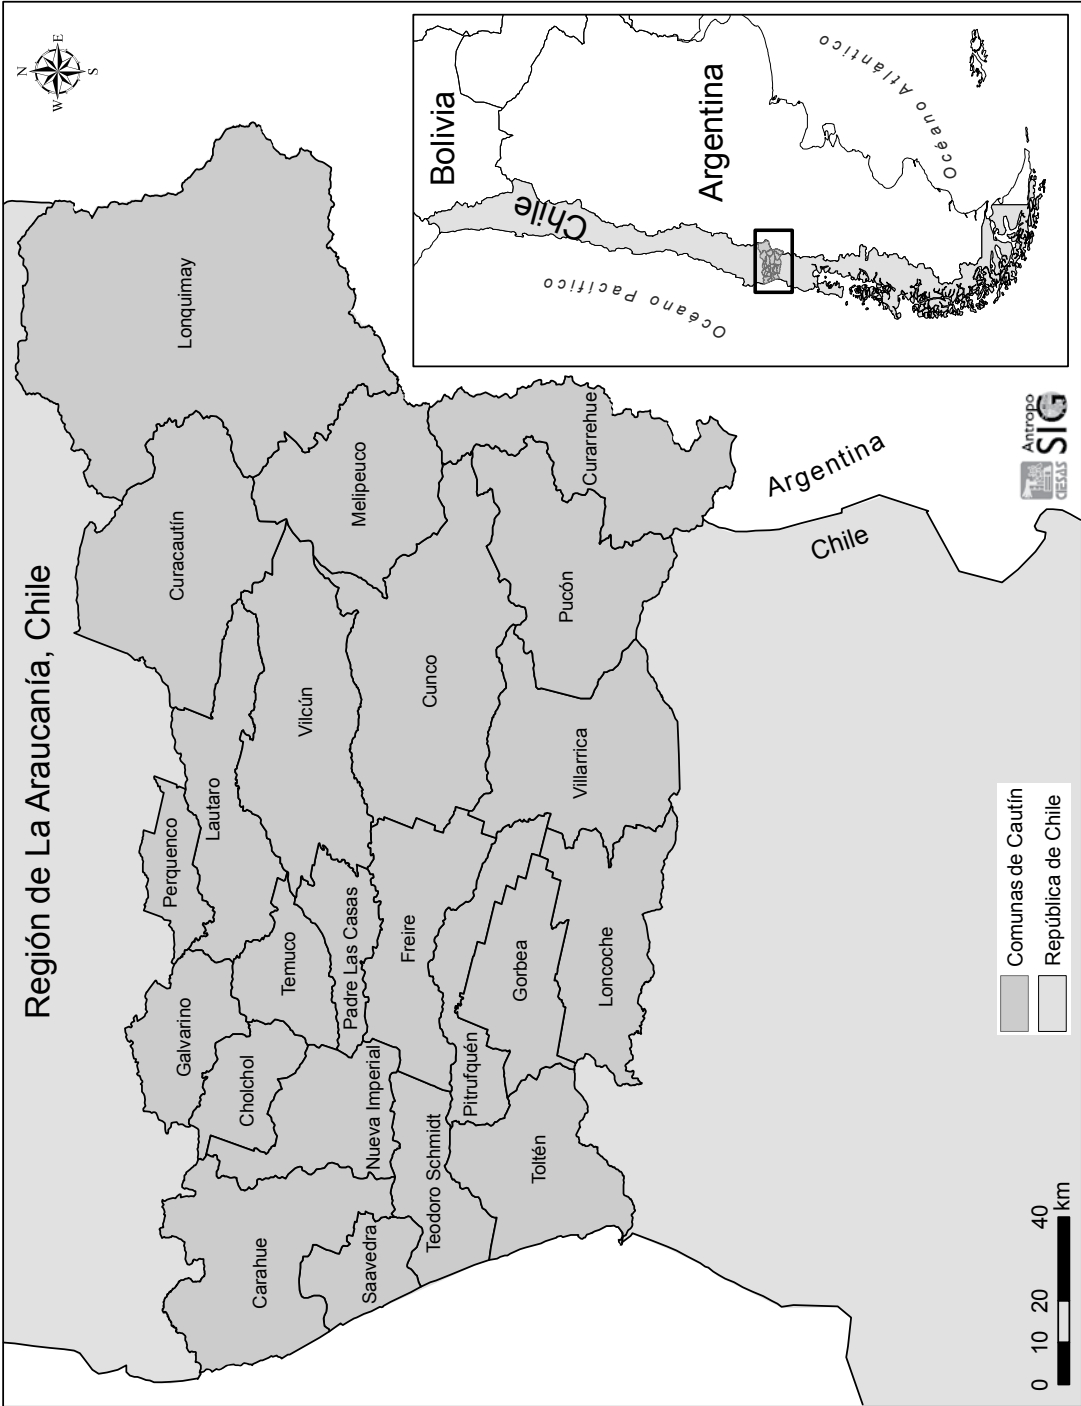 Región de La Araucanía, Chile
N
E
S
W
Lonquimay
Curacautín
Melipeuco
Curarrehue
Vilcún
Cunco
Pucón
Lautaro
Villarrica
Perquenco
Temuco
Padre Las Casas
Freire
Gorbea
Loncoche
Galvarino
Cholchol
Nueva Imperial
Pitrufquén
Teodoro Schmidt
Toltén
Carahue
Saavedra
Argentina
Chile
Bolivia
Chile
Argentina
Océano Pacífico
Océano Atlántico
Antropo
SIG
CIESAS
Comunas de Cautín
República de Chile
0 10 20 40
km